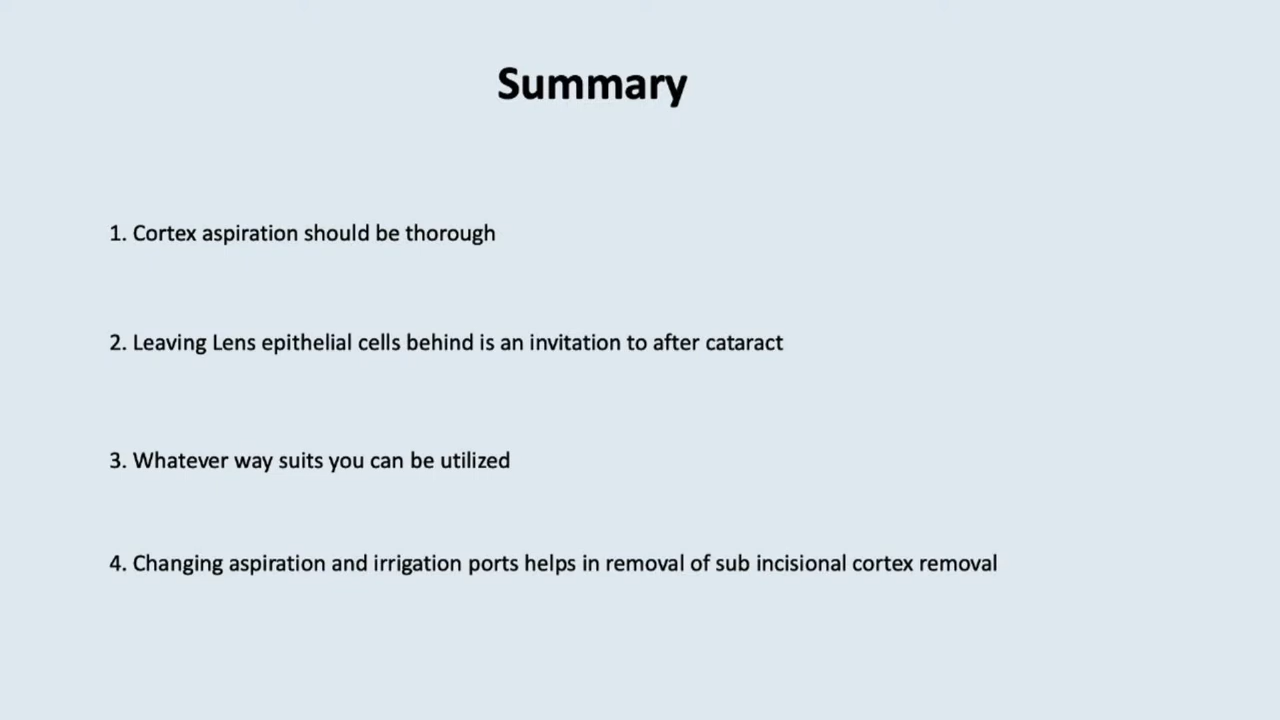 Summary
1. Cortex aspiration should be thorough
2. Leaving Lens epithelial cells behind is an invitation to after cataract
3. Whatever way suits you can be utilized
4. Changing aspiration and irrigation ports helps in removal of sub incisional cortex removal